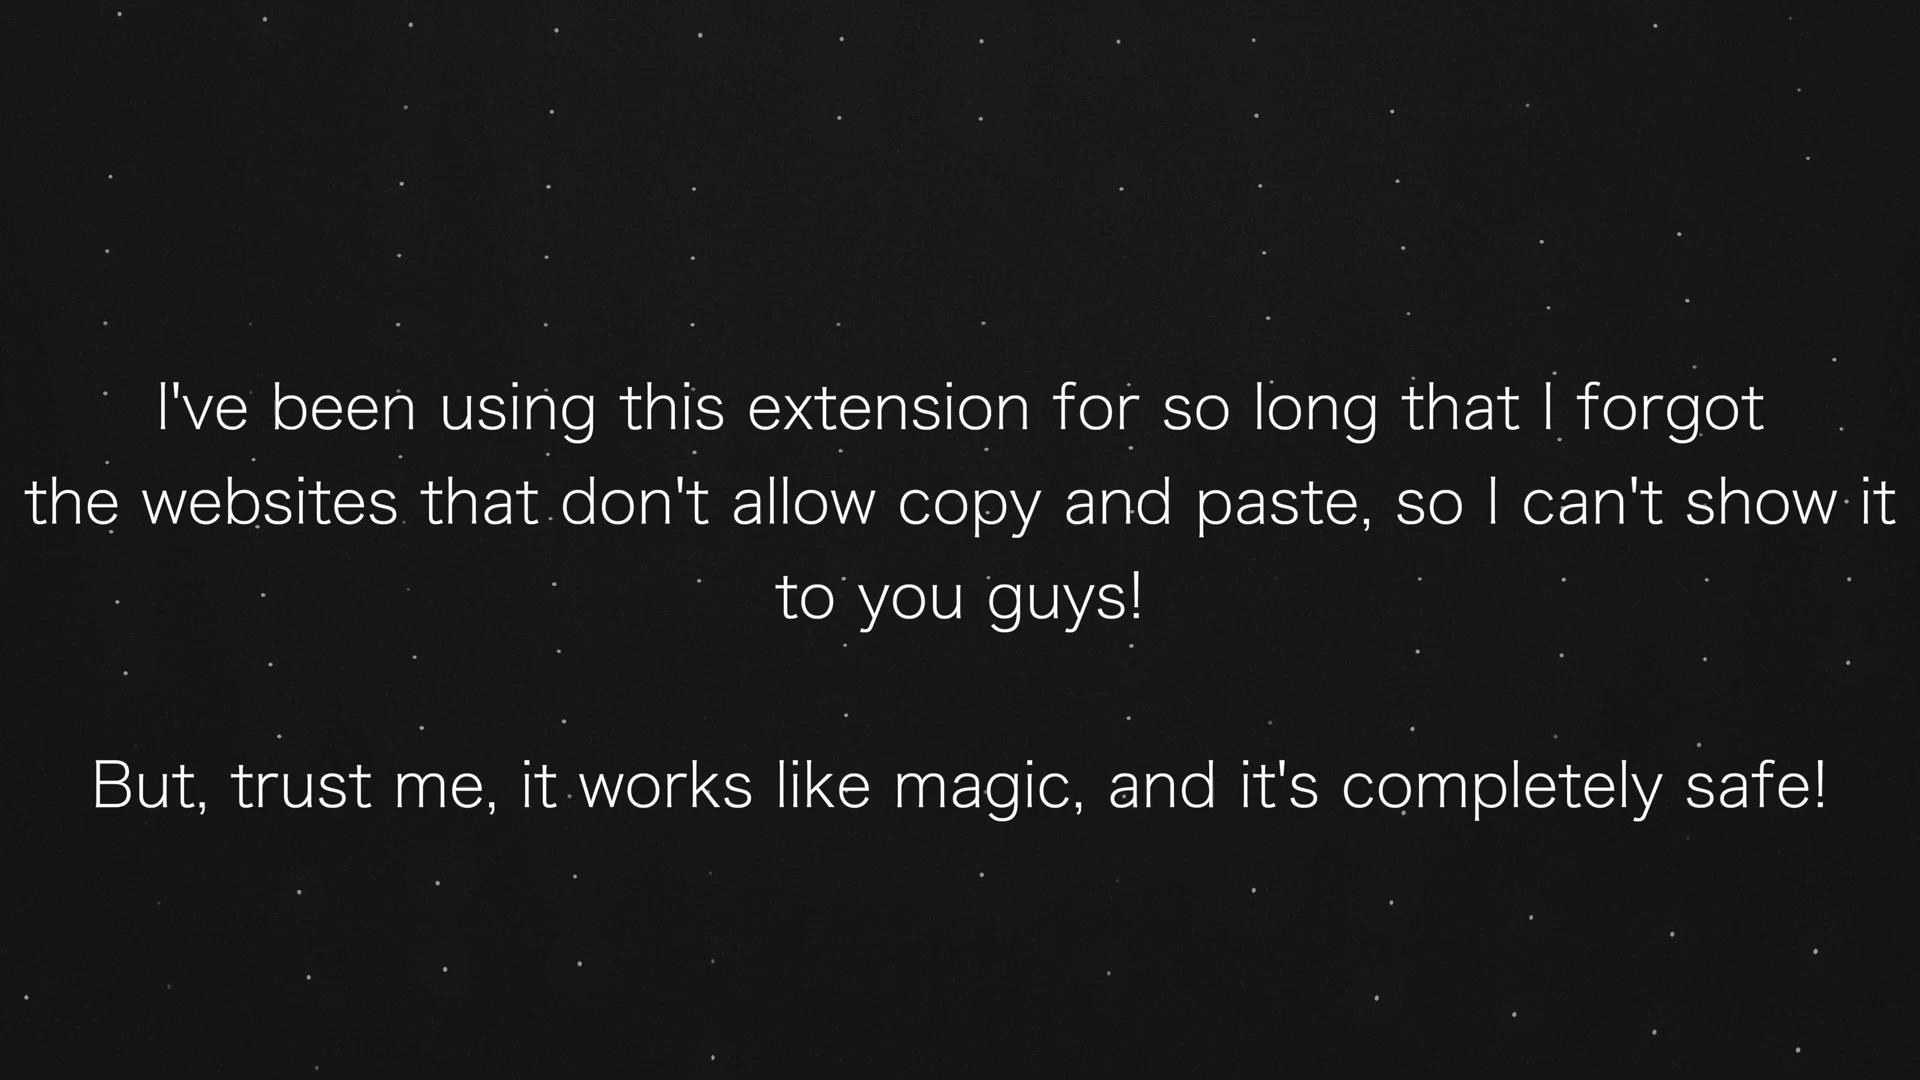 I've been using this extension for so long that I forgot
the websites that don't allow copy and paste, so I can't show it
to you guys!
But, trust me, it works like magic, and it's completely safe!